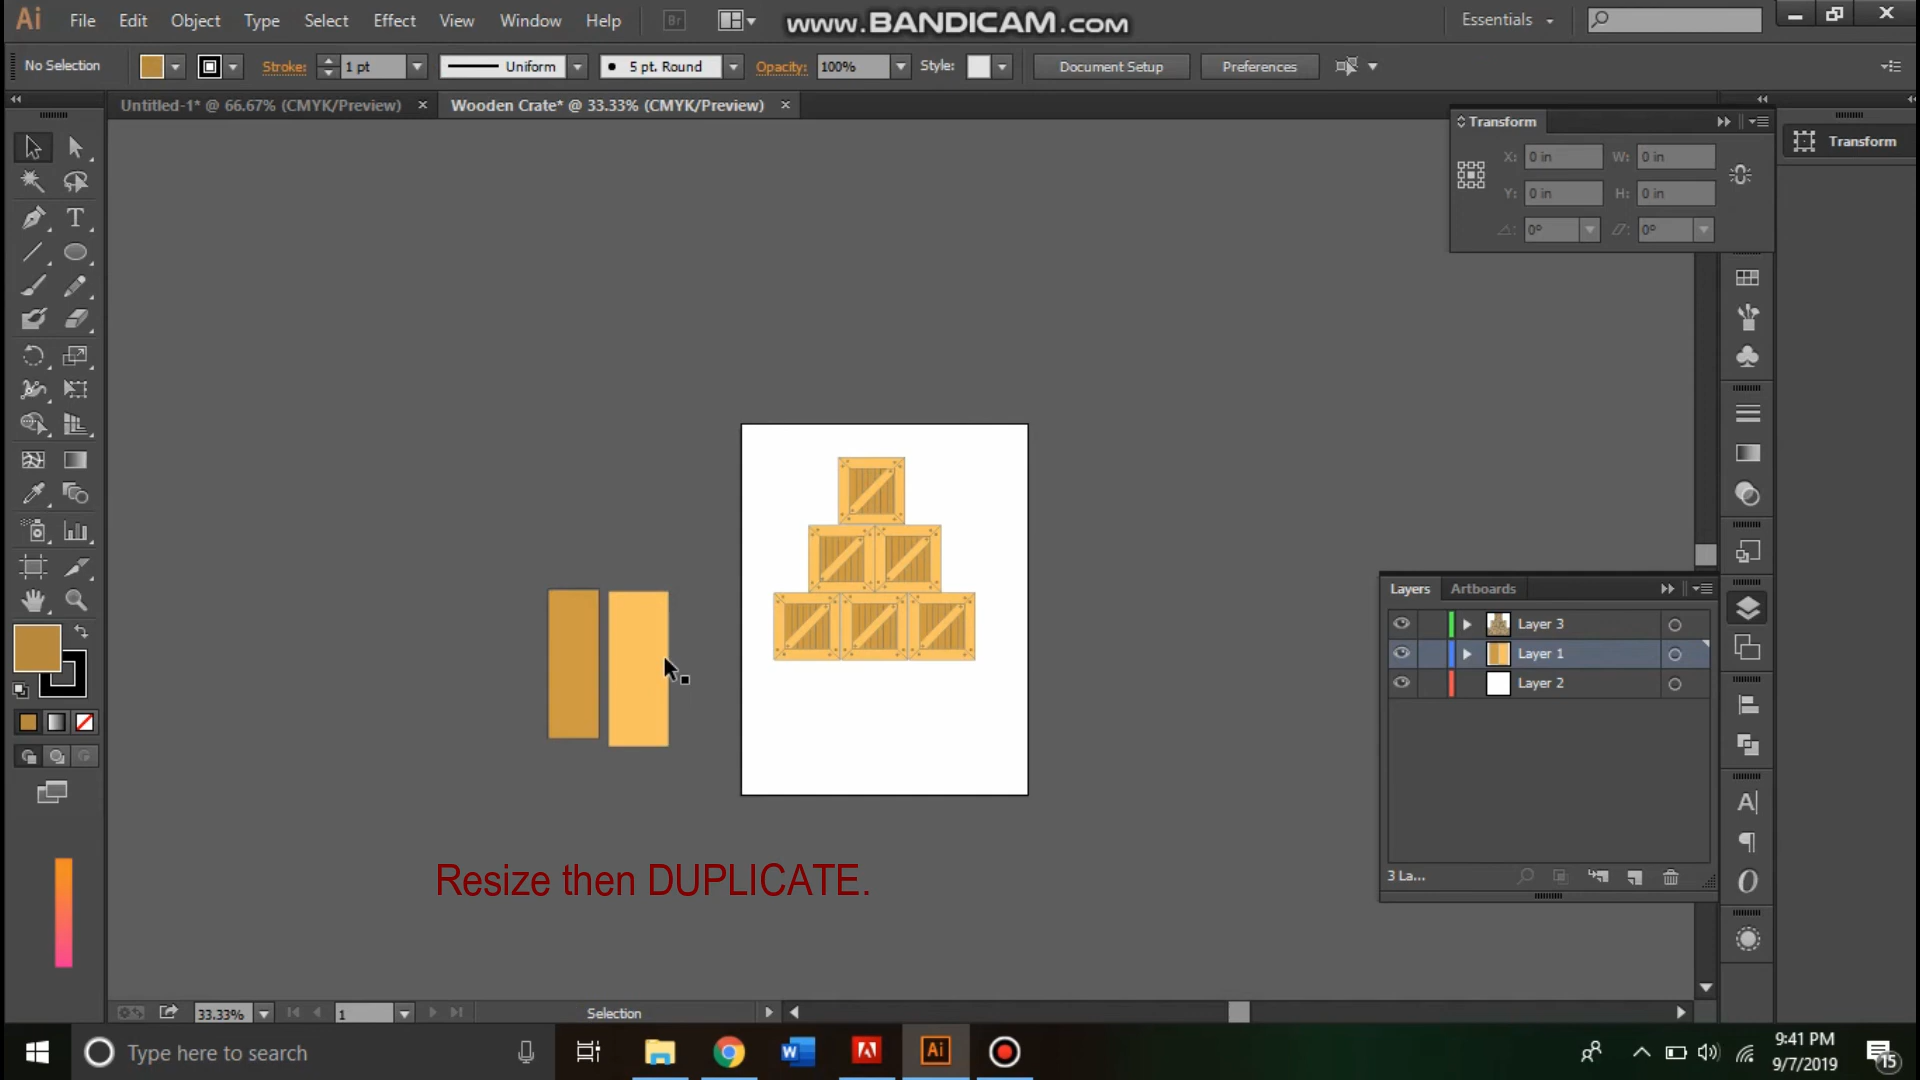 Ai File Edit Object Type Select Effect View Window Help Br www.BANDICAM.com Essentials
No Selection Stroke: 1 pt Uniform 5 pt. Round Opacity: 100% Style: Document Setup Preferences
Untitled-1* @ 66.67% (CMYK/Preview) Wooden Crate* @ 33.33% (CMYK/Preview)
Transform
X: 0 in W: 0 in
Y: 0 in H: 0 in
0° 0°
Transform
Layers Artboards
Layer 3
Layer 1
Layer 2
3 La...
Resize then DUPLICATE.
33.33% 1 Selection
Type here to search
9:41 PM
9/7/2019
15